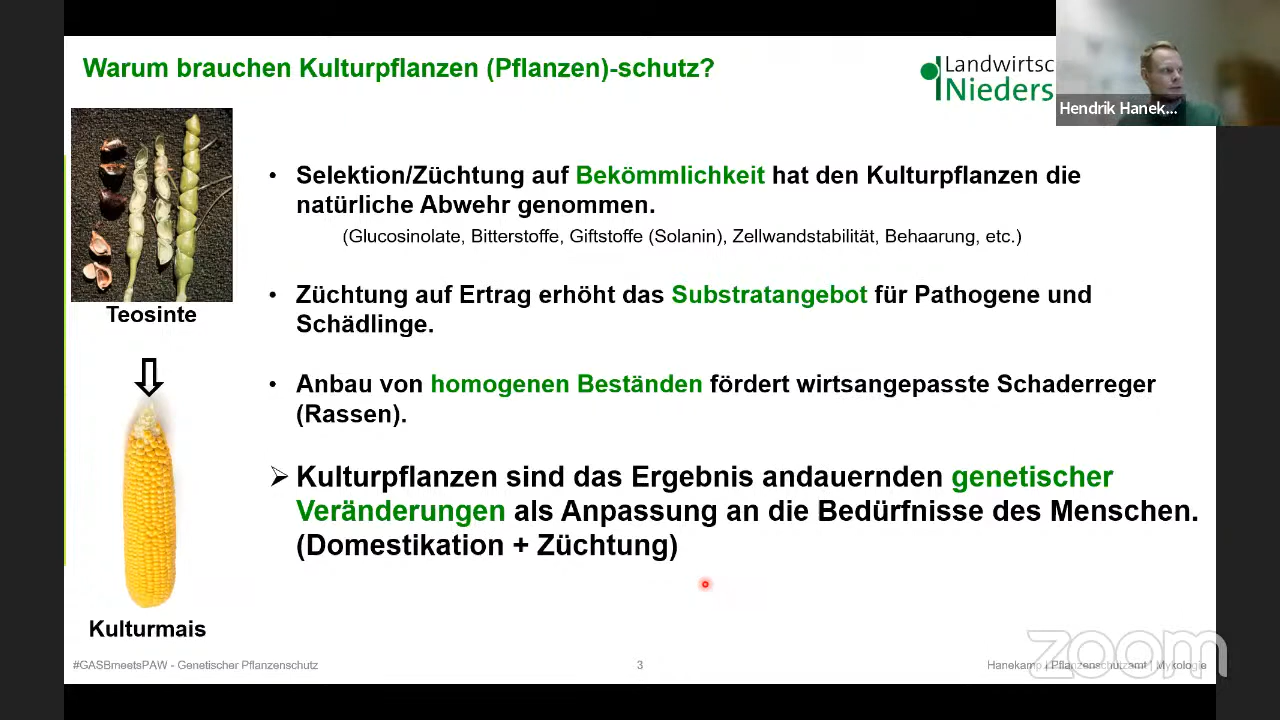 Warum brauchen Kulturpflanzen (Pflanzen)-schutz?
Landwirtsc
Nieders
Hendrik Hanek...
• Selektion/Züchtung auf Bekömmlichkeit hat den Kulturpflanzen die
natürliche Abwehr genommen.
(Glucosinolate, Bitterstoffe, Giftstoffe (Solanin), Zellwandstabilität, Behaarung, etc.)
• Züchtung auf Ertrag erhöht das Substratangebot für Pathogene und
Schädlinge.
Teosinte
• Anbau von homogenen Beständen fördert wirtsangepasste Schaderreger
(Rassen).
➢ Kulturpflanzen sind das Ergebnis andauernden genetischer
Veränderungen als Anpassung an die Bedürfnisse des Menschen.
(Domestikation + Züchtung)
Kulturmais
#GASBmeetsPAW - Genetischer Pflanzenschutz
3
Hanekamp | Pflanzenschutzamt | Mykologie
zoom